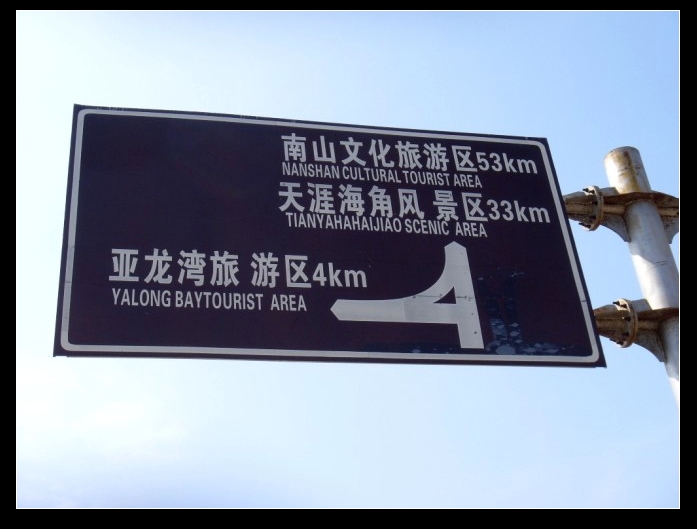 南山文化旅游区53km
NANSHAN CULTURAL TOURIST AREA
天涯海角风 景区33km
TIANYAHAHAIJIAO SCENIC AREA
亚龙湾旅 游区4km
YALONG BAYTOURIST AREA